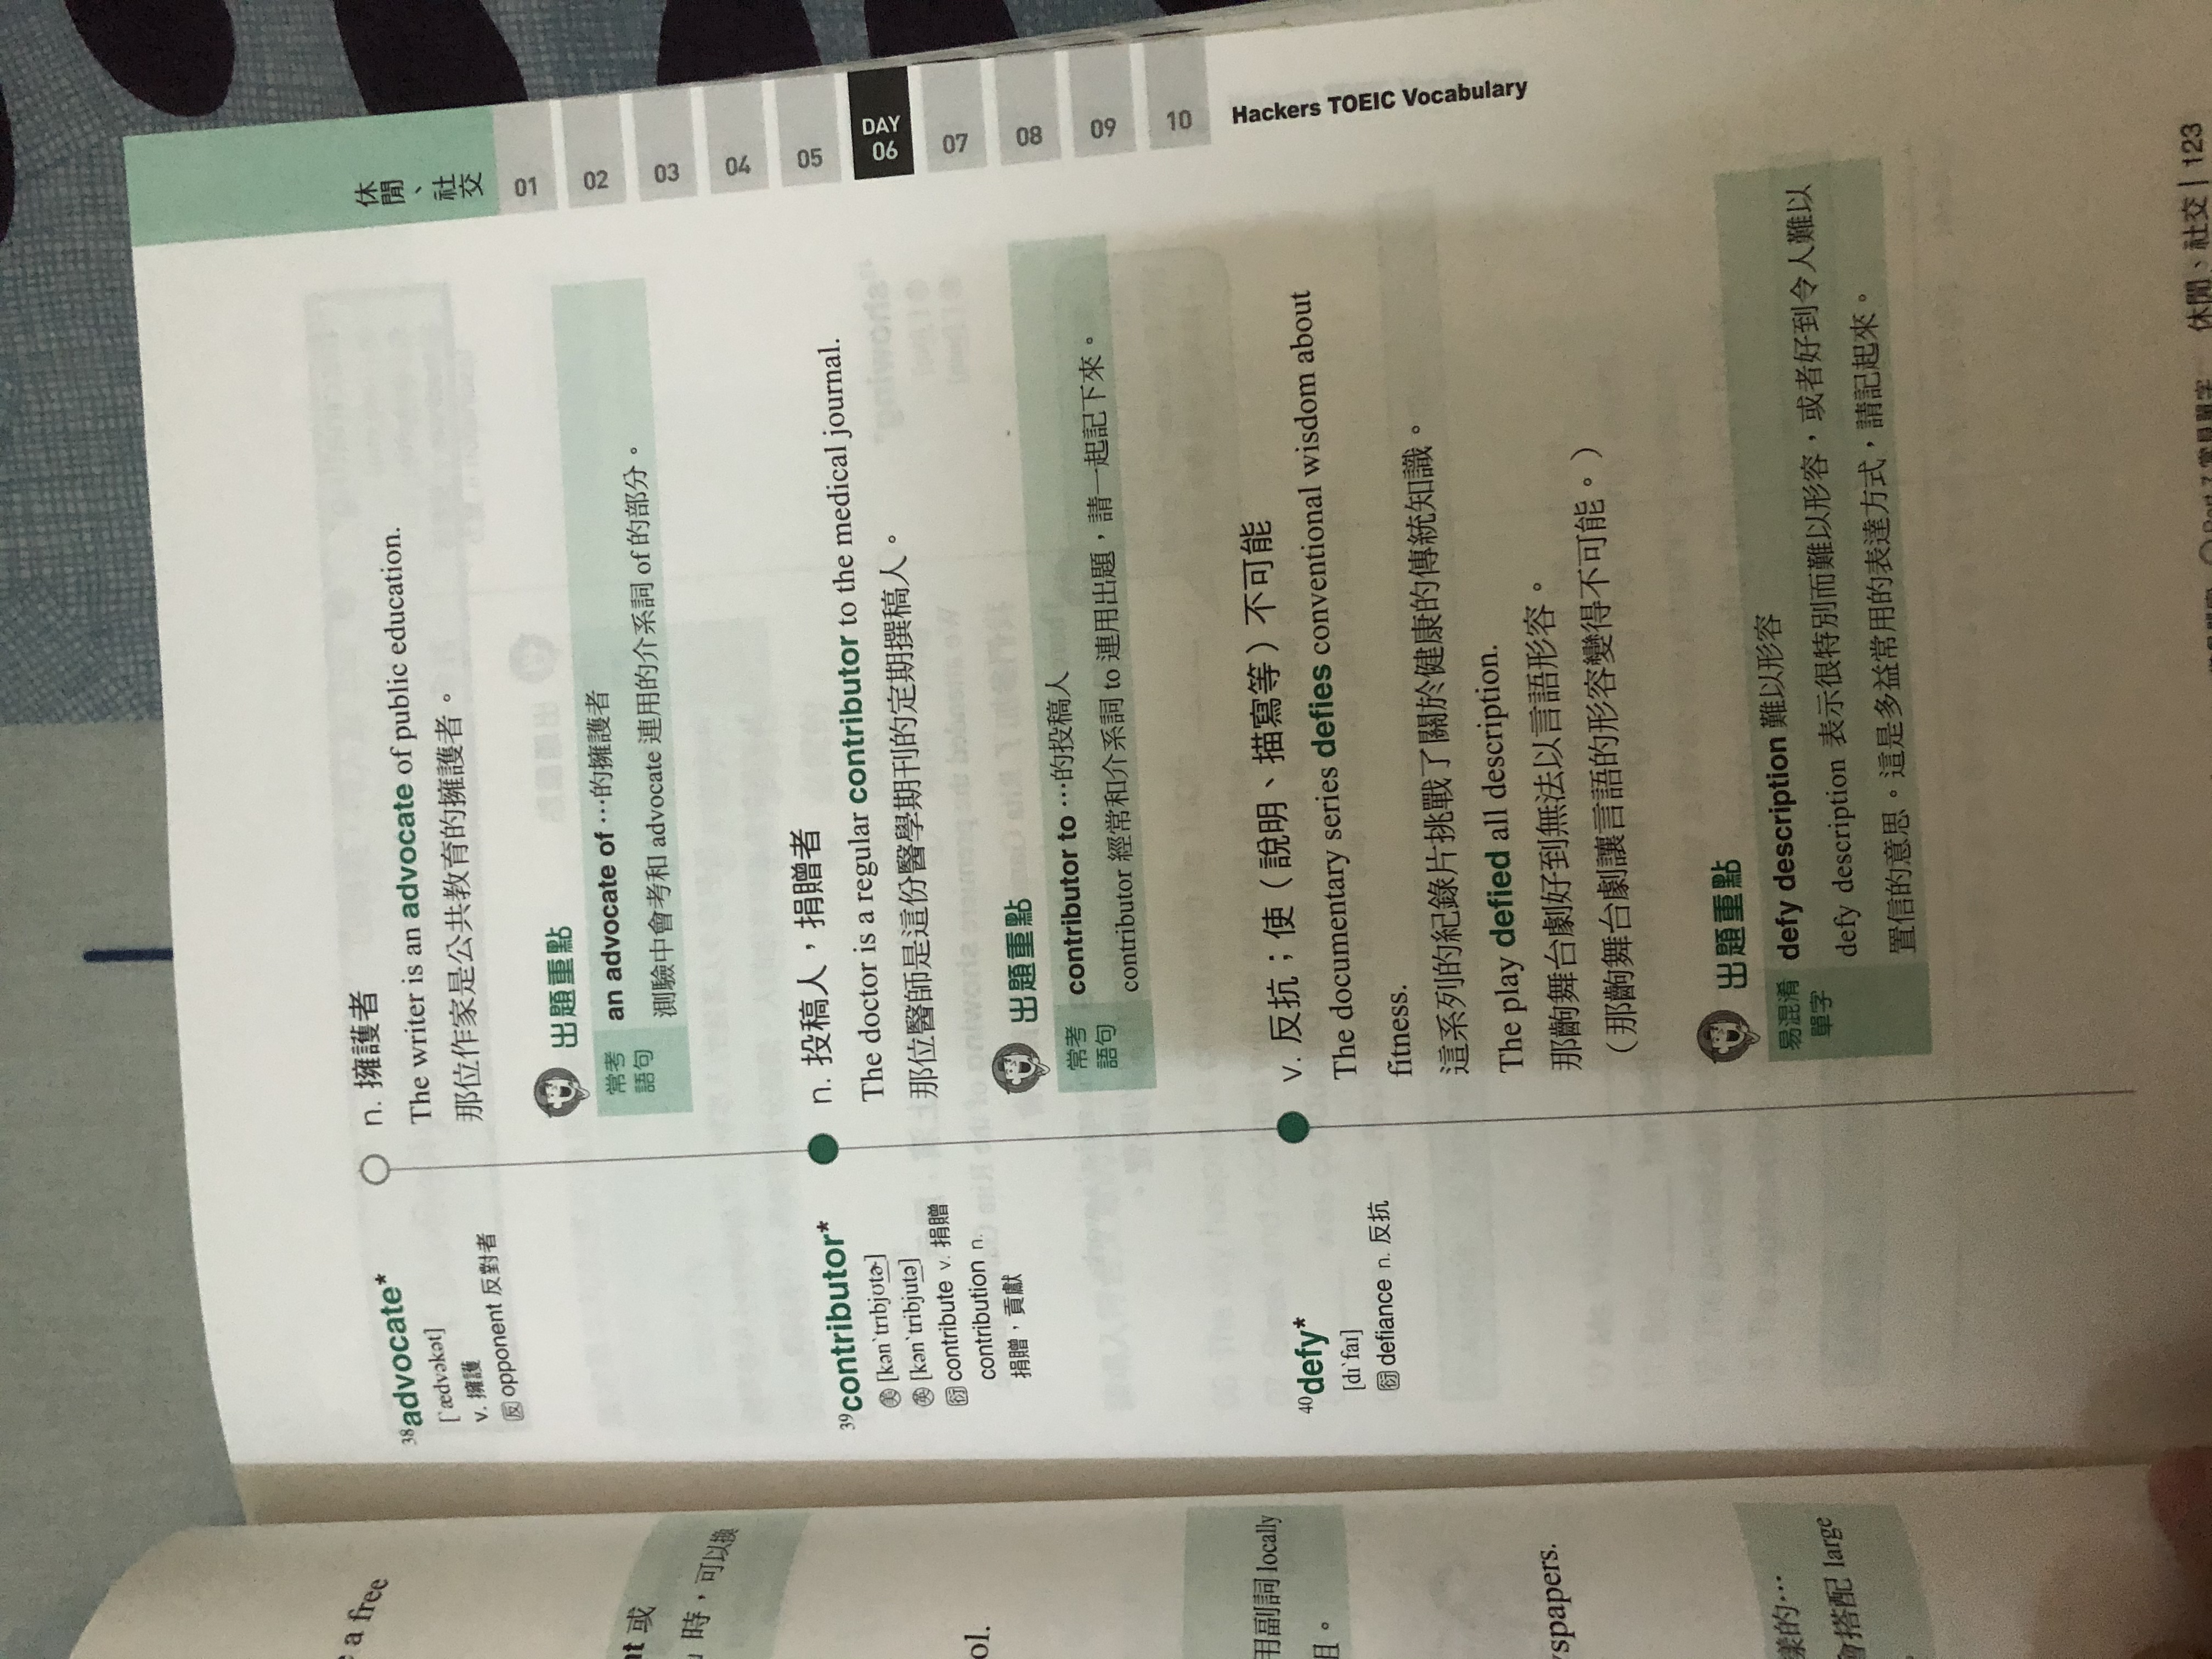 a free
或
時，可以換
ol.
用副詞 locally
組。
spapers.
樣的…
會搭配 large
38advocate*
[ˋædvəkət]
v. 擁護
反 opponent 反對者
n. 擁護者
The writer is an advocate of public education.
那位作家是公共教育的擁護者。
出題重點
常考語句
an advocate of …的擁護者
測驗中會考和 advocate 連用的介系詞 of 的部分。
39contributor*
美 [kənˋtrɪbjʊtɚ]
英 [kənˋtribjutə]
衍 contribute v. 捐贈
contribution n.
捐贈，貢獻
n. 投稿人，捐贈者
The doctor is a regular contributor to the medical journal.
那位醫師是這份醫學期刊的定期撰稿人。
出題重點
常考語句
contributor to …的投稿人
contributor 經常和介系詞 to 連用出題，請一起記下來。
40defy*
[dɪˋfaɪ]
衍 defiance n. 反抗
v. 反抗；使（說明、描寫等）不可能
The documentary series defies conventional wisdom about
fitness.
這系列的紀錄片挑戰了關於健康的傳統知識。
The play defied all description.
那齣舞台劇好到無法以言語形容。
（那齣舞台劇讓言語的形容變得不可能。）
出題重點
易混淆單字
defy description 難以形容
defy description 表示很特別而難以形容，或者好到令人難以
置信的意思。這是多益常用的表達方式，請記起來。
休閒、社交
01
02
03
04
05
DAY 06
07
08
09
10
Hackers TOEIC Vocabulary
Part 7 常見單字
休閒、社交 | 123